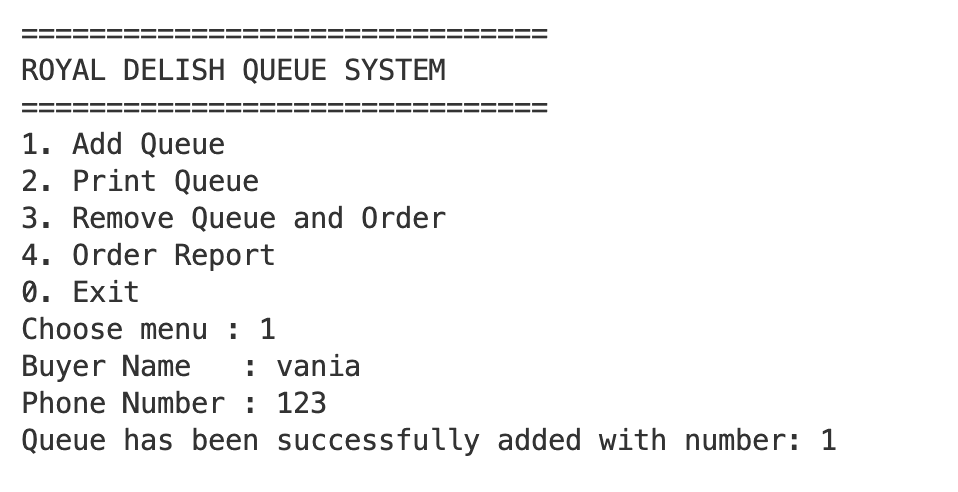 ===============================
ROYAL DELISH QUEUE SYSTEM
===============================
1. Add Queue
2. Print Queue
3. Remove Queue and Order
4. Order Report
0. Exit
Choose menu : 1
Buyer Name   : vania
Phone Number : 123
Queue has been successfully added with number: 1